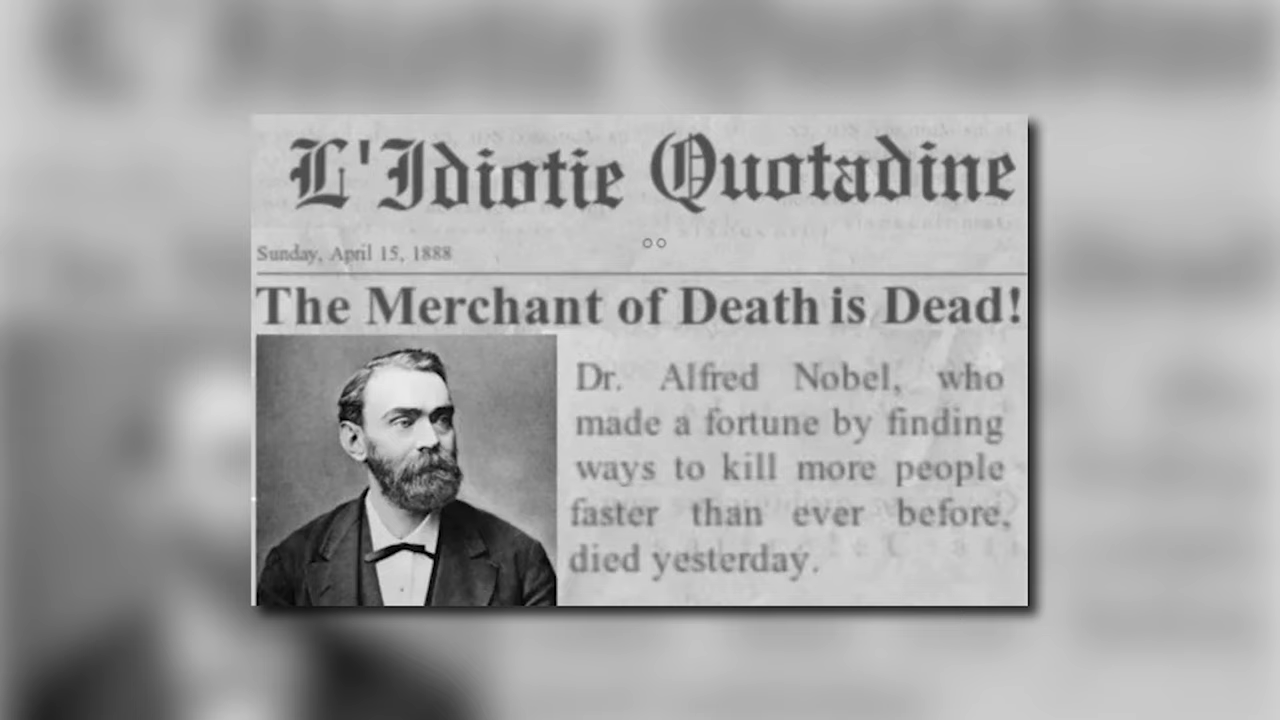 L'Idiotie Quotadine
Sunday, April 15, 1888
The Merchant of Death is Dead!
Dr. Alfred Nobel, who
made a fortune by finding
ways to kill more people
faster than ever before,
died yesterday.